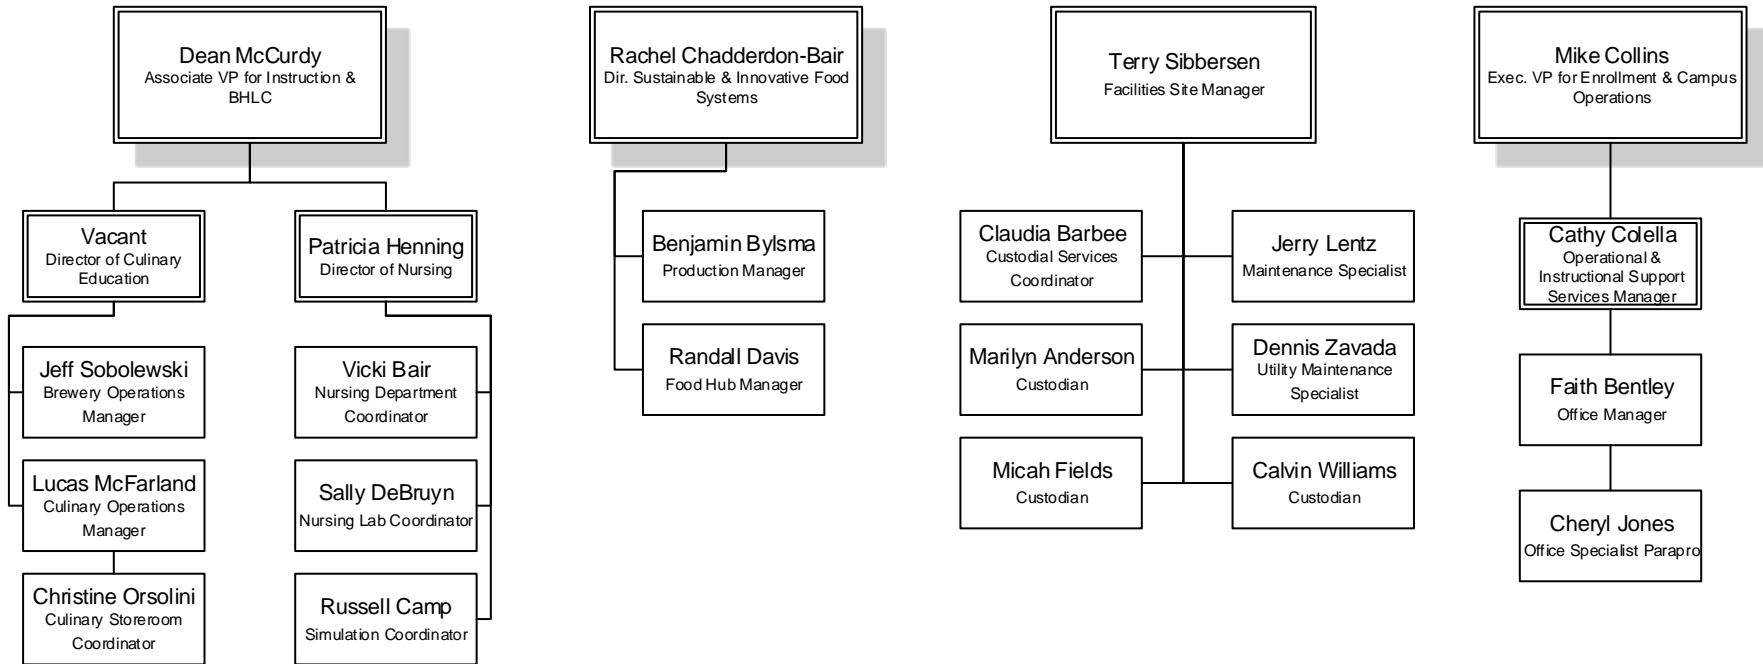 Dean McCurdy
Associate VP for Instruction &
BHLC
Rachel Chadderdon-Bair
Dir. Sustainable & Innovative Food
Systems
Terry Sibbersen
Facilities Site Manager
Mike Collins
Exec. VP for Enrollment & Campus
Operations
Vacant
Director of Culinary
Education
Patricia Henning
Director of Nursing
Jeff Sobolewski
Brewery Operations
Manager
Lucas McFarland
Culinary Operations
Manager
Christine Orsolini
Culinary Storeroom
Coordinator
Vicki Bair
Nursing Department
Coordinator
Sally DeBruyn
Nursing Lab Coordinator
Russell Camp
Simulation Coordinator
Benjamin Bylsma
Production Manager
Randall Davis
Food Hub Manager
Claudia Barbee
Custodial Services
Coordinator
Marilyn Anderson
Custodian
Micah Fields
Custodian
Jerry Lentz
Maintenance Specialist
Dennis Zavada
Utility Maintenance
Specialist
Calvin Williams
Custodian
Cathy Colella
Operational &
Instructional Support
Services Manager
Faith Bentley
Office Manager
Cheryl Jones
Office Specialist Parapro